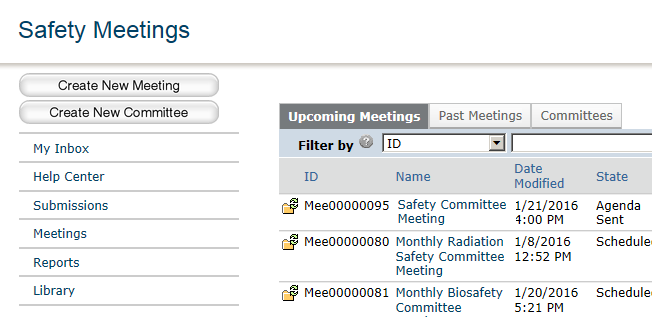 Safety Meetings
Create New Meeting
Create New Committee
My Inbox
Help Center
Submissions
Meetings
Reports
Library
Upcoming Meetings Past Meetings Committees
Filter by ? ID
ID Name Date Modified State
Mee00000095 Safety Committee Meeting 1/21/2016 4:00 PM Agenda Sent
Mee00000080 Monthly Radiation Safety Committee Meeting 1/8/2016 12:52 PM Schedule
Mee00000081 Monthly Biosafety Committee 1/20/2016 5:21 PM Schedule